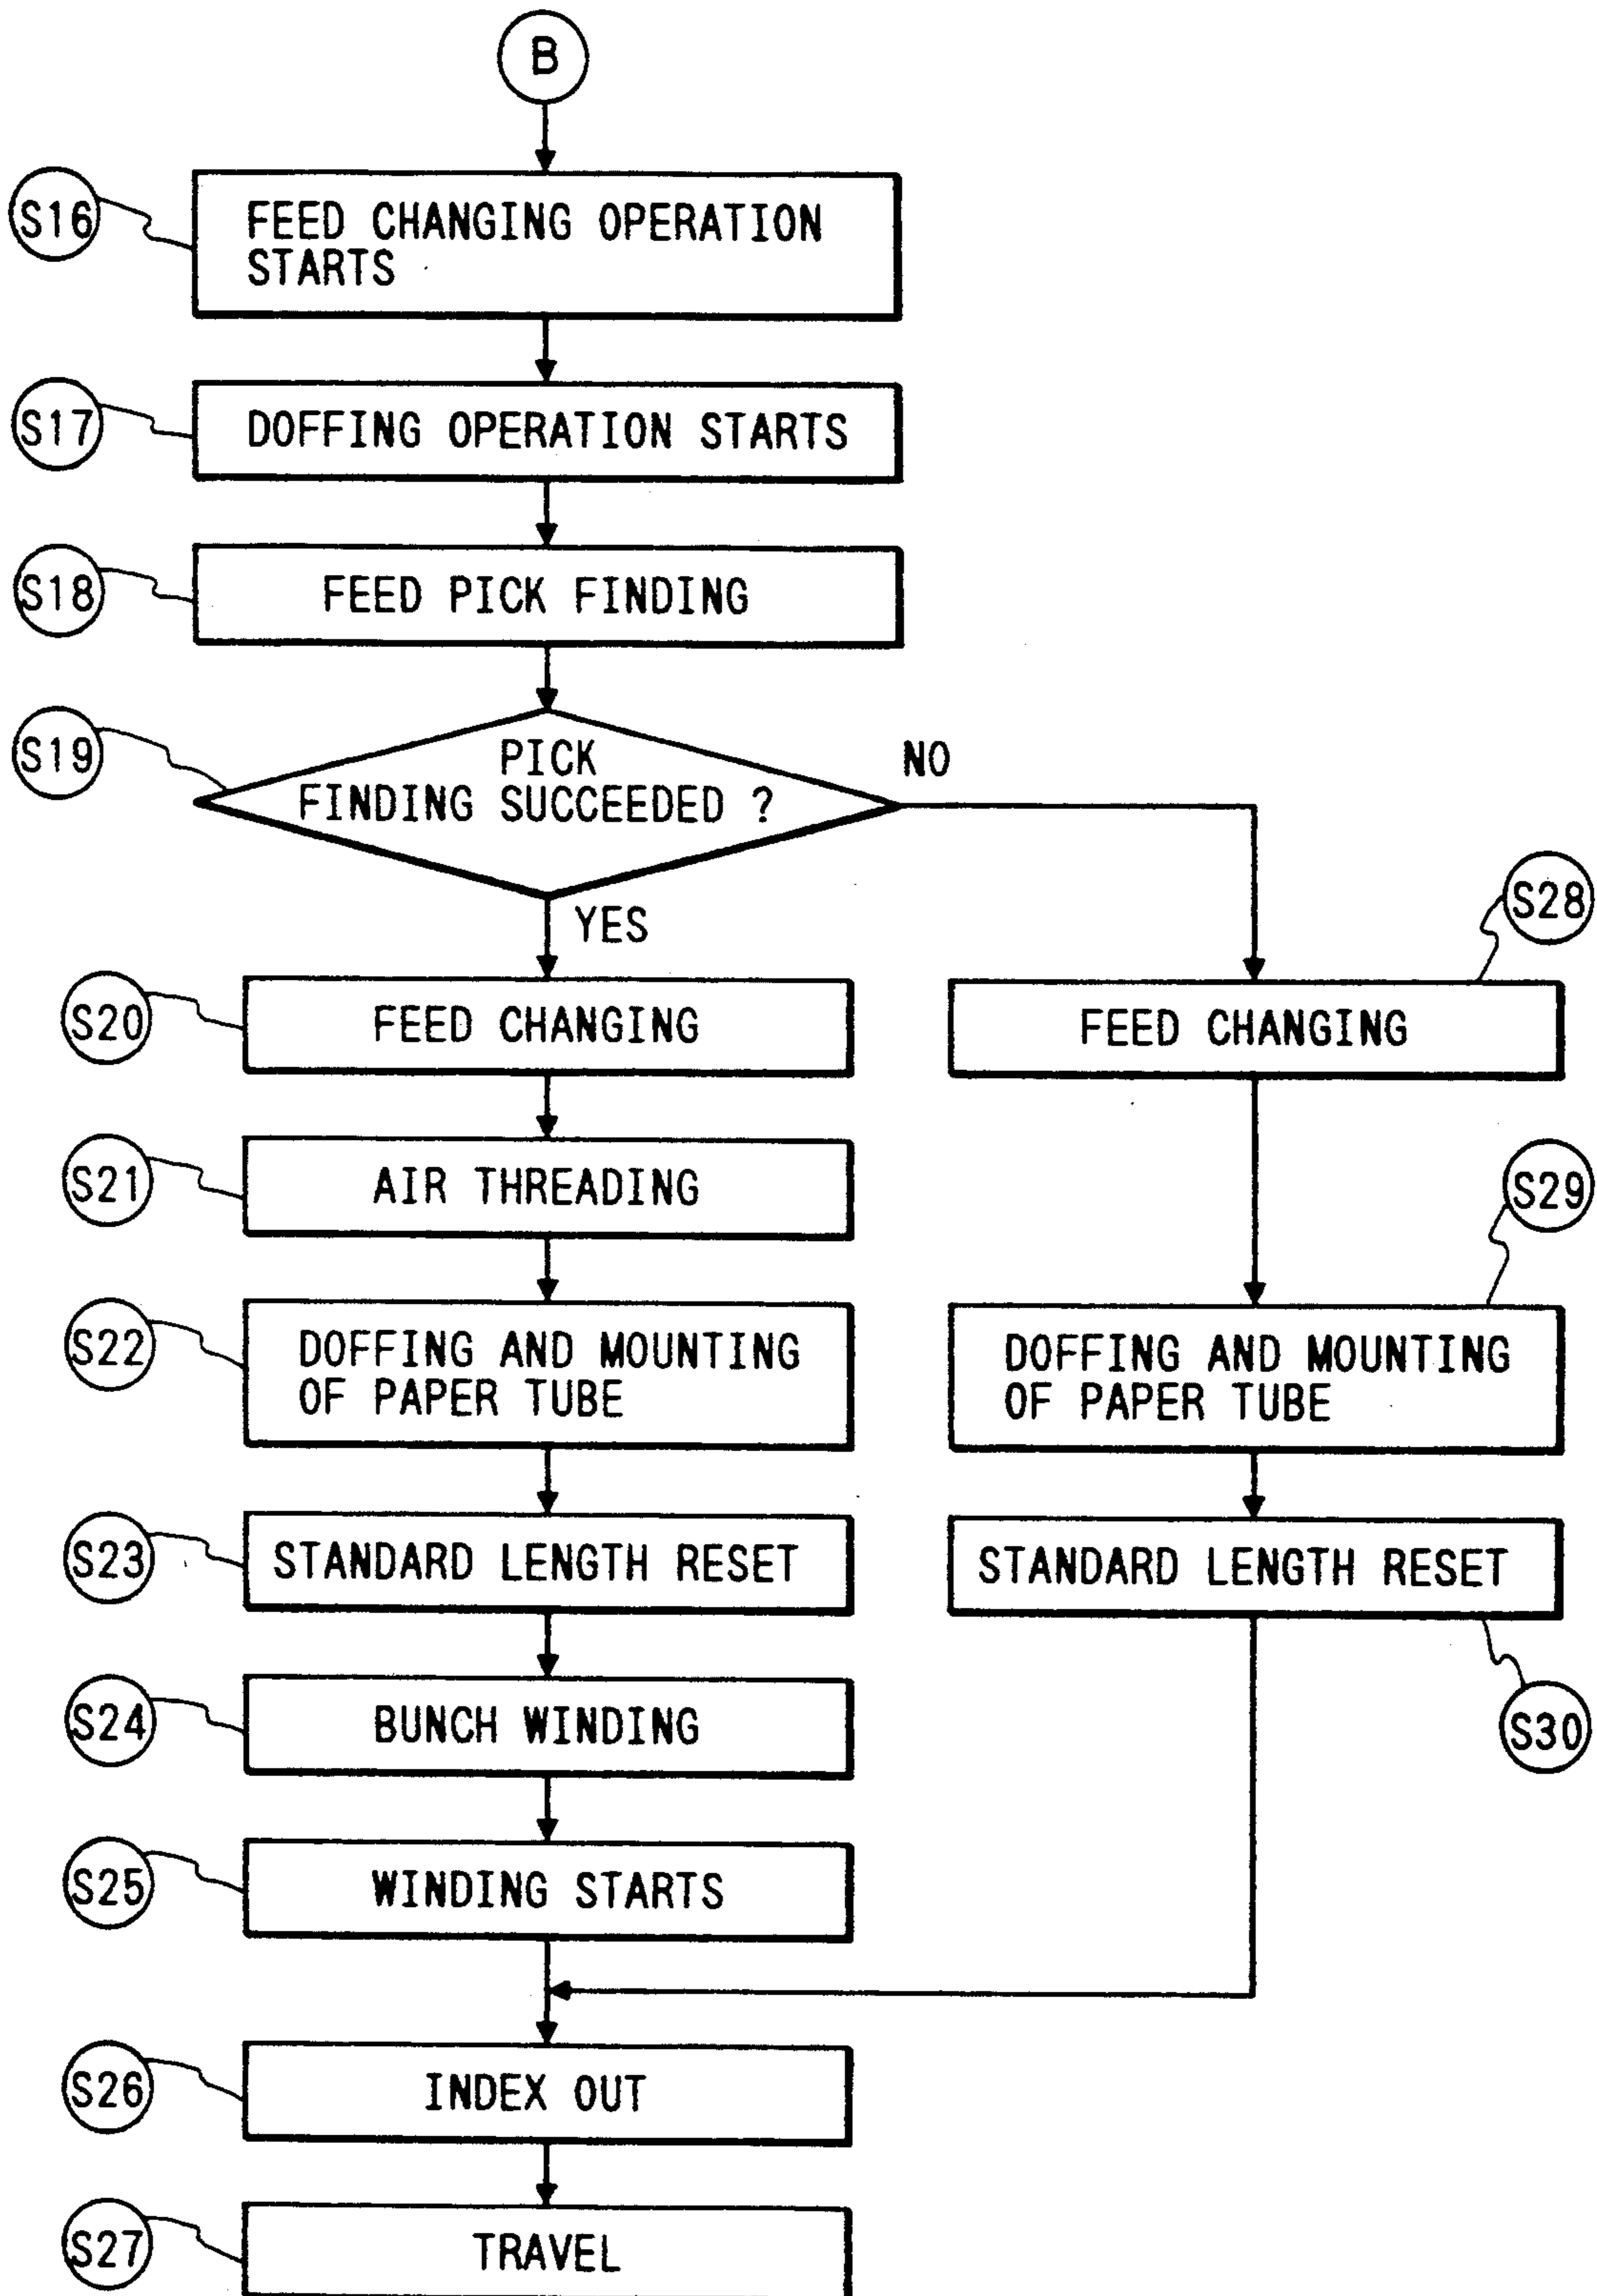 B
S16
FEED CHANGING OPERATION
STARTS
S17
DOFFING OPERATION STARTS
S18
FEED PICK FINDING
S19
PICK
FINDING SUCCEEDED ?
NO
YES
S20
FEED CHANGING
S21
AIR THREADING
S22
DOFFING AND MOUNTING
OF PAPER TUBE
S23
STANDARD LENGTH RESET
S24
BUNCH WINDING
S25
WINDING STARTS
S28
FEED CHANGING
S29
DOFFING AND MOUNTING
OF PAPER TUBE
STANDARD LENGTH RESET
S30
S26
INDEX OUT
S27
TRAVEL